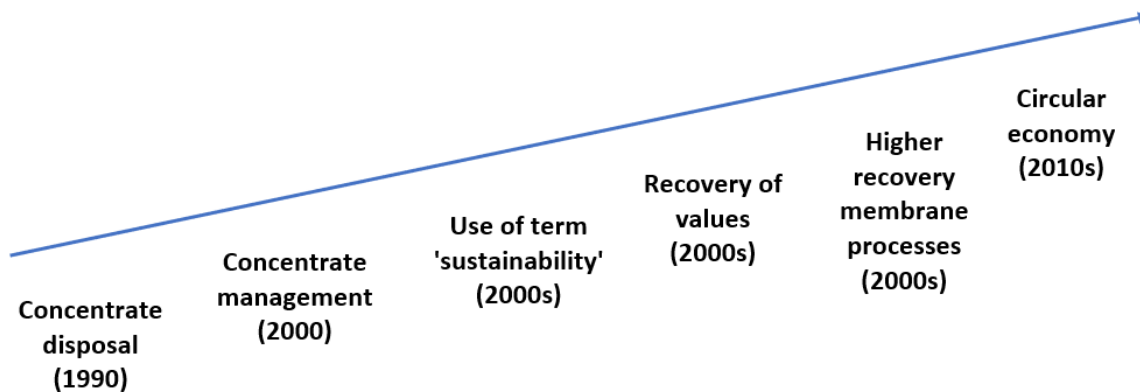 Concentrate
disposal
(1990)
Concentrate
management
(2000)
Use of term
'sustainability'
(2000s)
Recovery of
values
(2000s)
Higher
recovery
membrane
processes
(2000s)
Circular
economy
(2010s)